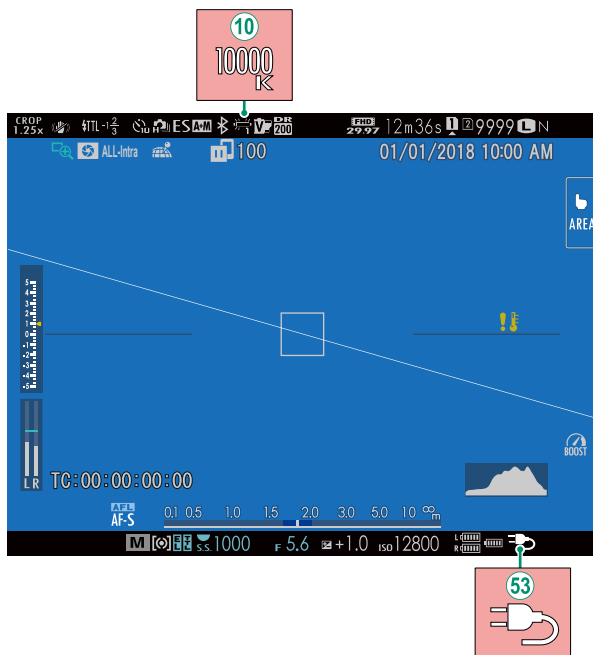 10
10000
K
CROP
1.25x TTL-1 2/3 10 ES A+M V DR
200 FHD
29.97 12m36s 1 2 9999 L N
ALL-Intra 100 01/01/2018 10:00 AM
AREA
5
4
3
2
1
0
-1
-2
-3
-4
-5
!
L R
TC:00:00:00:00
BOOST
AFL
AF-S 0.1 0.5 1.0 1.5 2.0 3.0 5.0 10 ∞
m
M S.S. 1000 F 5.6 +1.0 ISO 12800 L
R
53